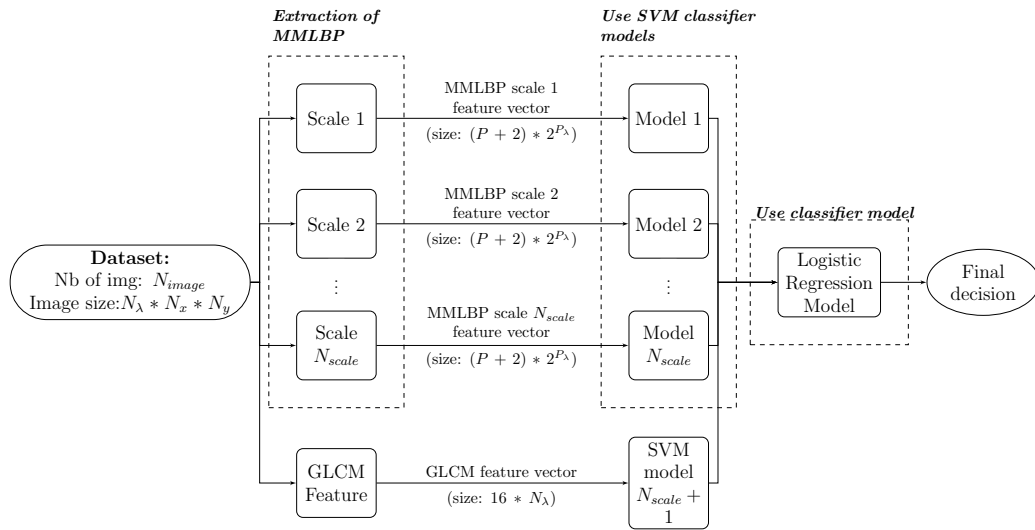 Extraction of
MMLBP
Use SVM classifier
models
Scale 1
MMLBP scale 1
feature vector
(size: (P + 2) * 2^{P_λ})
Model 1
Scale 2
MMLBP scale 2
feature vector
(size: (P + 2) * 2^{P_λ})
Model 2
Use classifier model
Dataset:
Nb of img: N_{image}
Image size:N_λ * N_x * N_y
⋮
⋮
Logistic
Regression
Model
Final
decision
Scale
N_{scale}
MMLBP scale N_{scale}
feature vector
(size: (P + 2) * 2^{P_λ})
Model
N_{scale}
GLCM
Feature
GLCM feature vector
(size: 16 * N_λ)
SVM
model
N_{scale} +
1